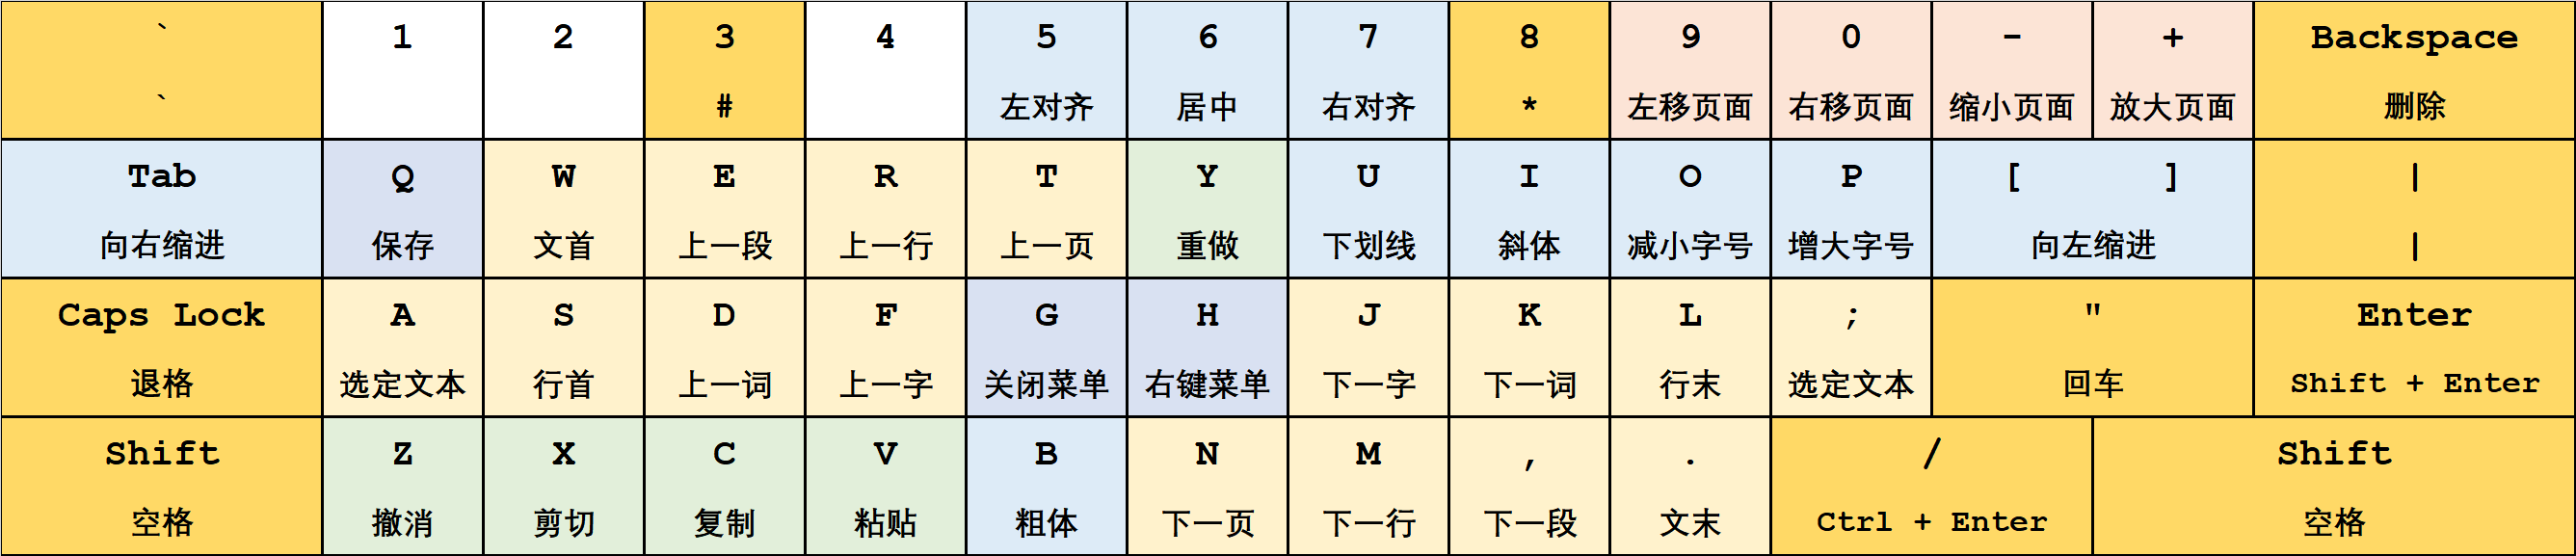 ` 1 2 3 4 5 6 7 8 9 0 - + Backspace
` # 左对齐 居中 右对齐 * 左移页面 右移页面 缩小页面 放大页面 删除
Tab Q W E R T Y U I O P [ ] |
向右缩进 保存 文首 上一段 上一行 上一页 重做 下划线 斜体 减小字号 增大字号 向左缩进 |
Caps Lock A S D F G H J K L ; " Enter
退格 选定文本 行首 上一词 上一字 关闭菜单 右键菜单 下一字 下一词 行末 选定文本 回车 Shift + Enter
Shift Z X C V B N M , . / Shift
空格 撤消 剪切 复制 粘贴 粗体 下一页 下一行 下一段 文末 Ctrl + Enter 空格